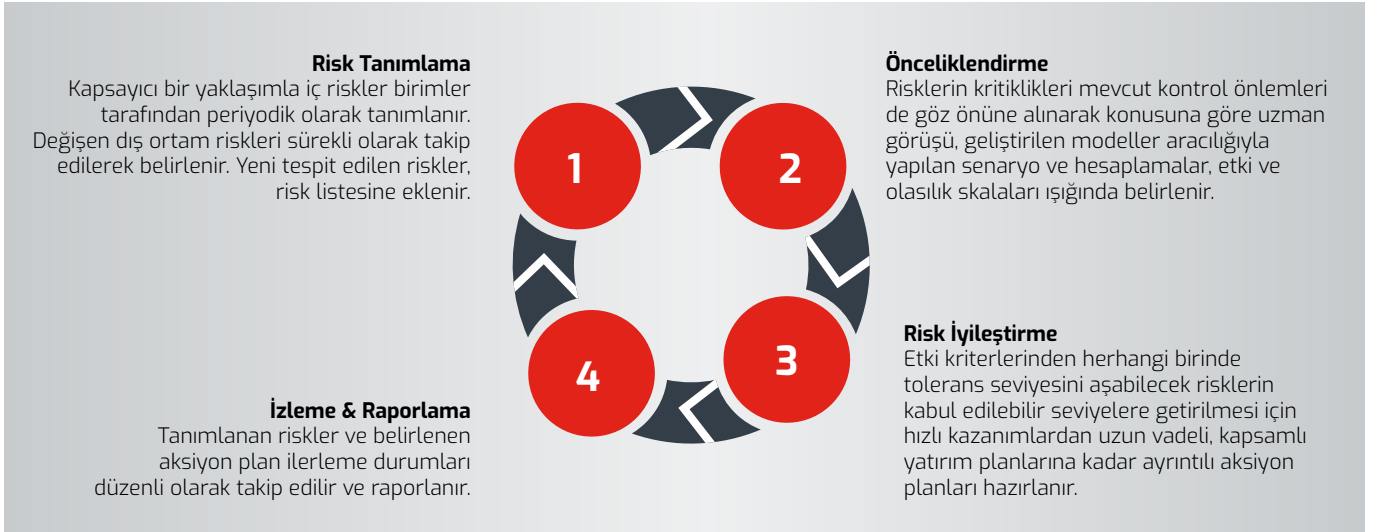 Risk Tanımlama
Kapsayıcı bir yaklaşımla iç riskler birimler
tarafından periyodik olarak tanımlanır.
Değişen dış ortam riskleri sürekli olarak takip
edilerek belirlenir. Yeni tespit edilen riskler,
risk listesine eklenir.
1
2
Önceliklendirme
Risklerin kritiklikleri mevcut kontrol önlemleri
de göz önüne alınarak konusuna göre uzman
görüşü, geliştirilen modeller aracılığıyla
yapılan senaryo ve hesaplamalar, etki ve
olasılık skalaları ışığında belirlenir.
3
Risk İyileştirme
Etki kriterlerinden herhangi birinde
tolerans seviyesini aşabilecek risklerin
kabul edilebilir seviyelere getirilmesi için
hızlı kazanımlardan uzun vadeli, kapsamlı
yatırım planlarına kadar ayrıntılı aksiyon
planları hazırlanır.
4
İzleme & Raporlama
Tanımlanan riskler ve belirlenen
aksiyon plan ilerleme durumları
düzenli olarak takip edilir ve raporlanır.